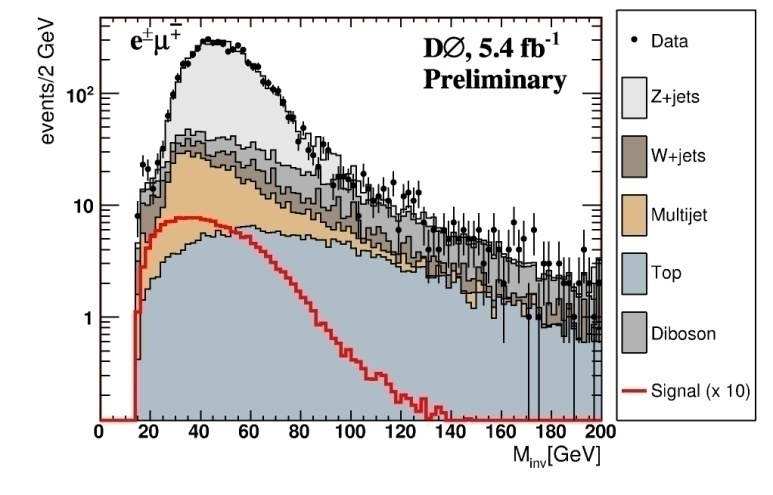 e±μ∓
DØ, 5.4 fb-1
Preliminary
events/2 GeV
10²
10
1
0 20 40 60 80 100 120 140 160 180 200
Minv[GeV]
Data
Z+jets
W+jets
Multijet
Top
Diboson
Signal (x 10)